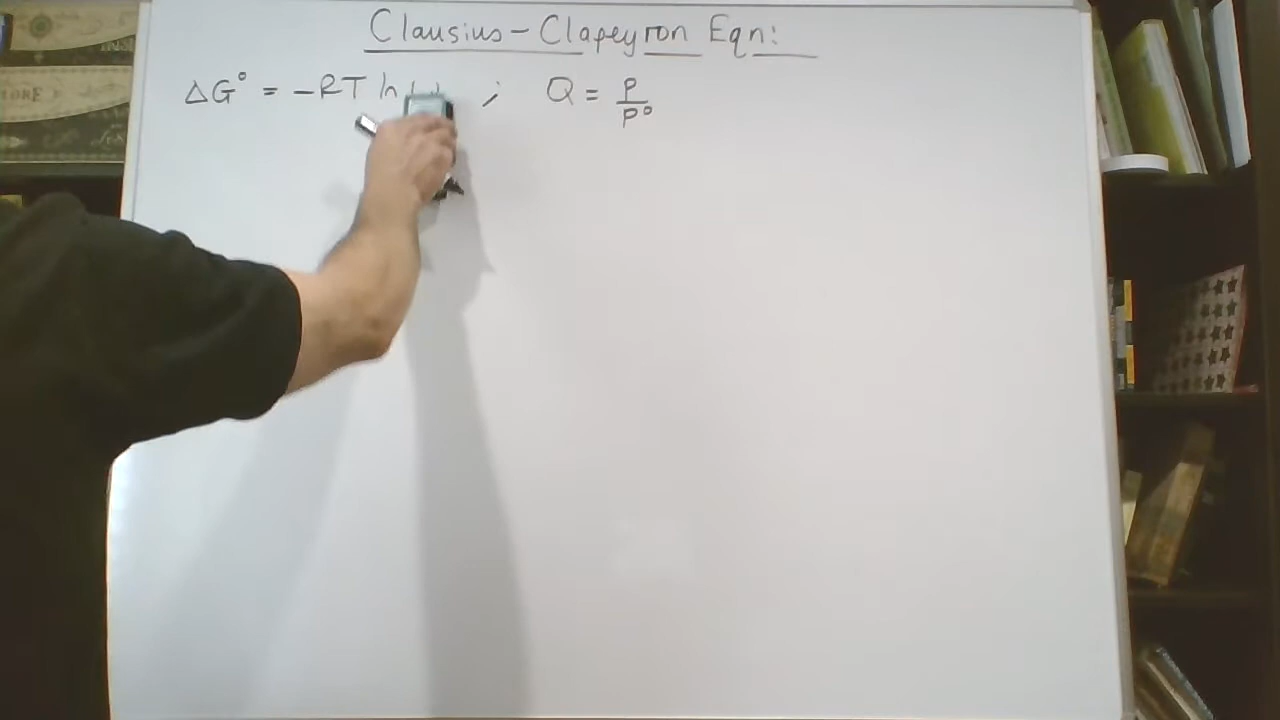 Clausius - Clapeyron Eqn:
ΔG° = -RT ln ; Q = P/P°